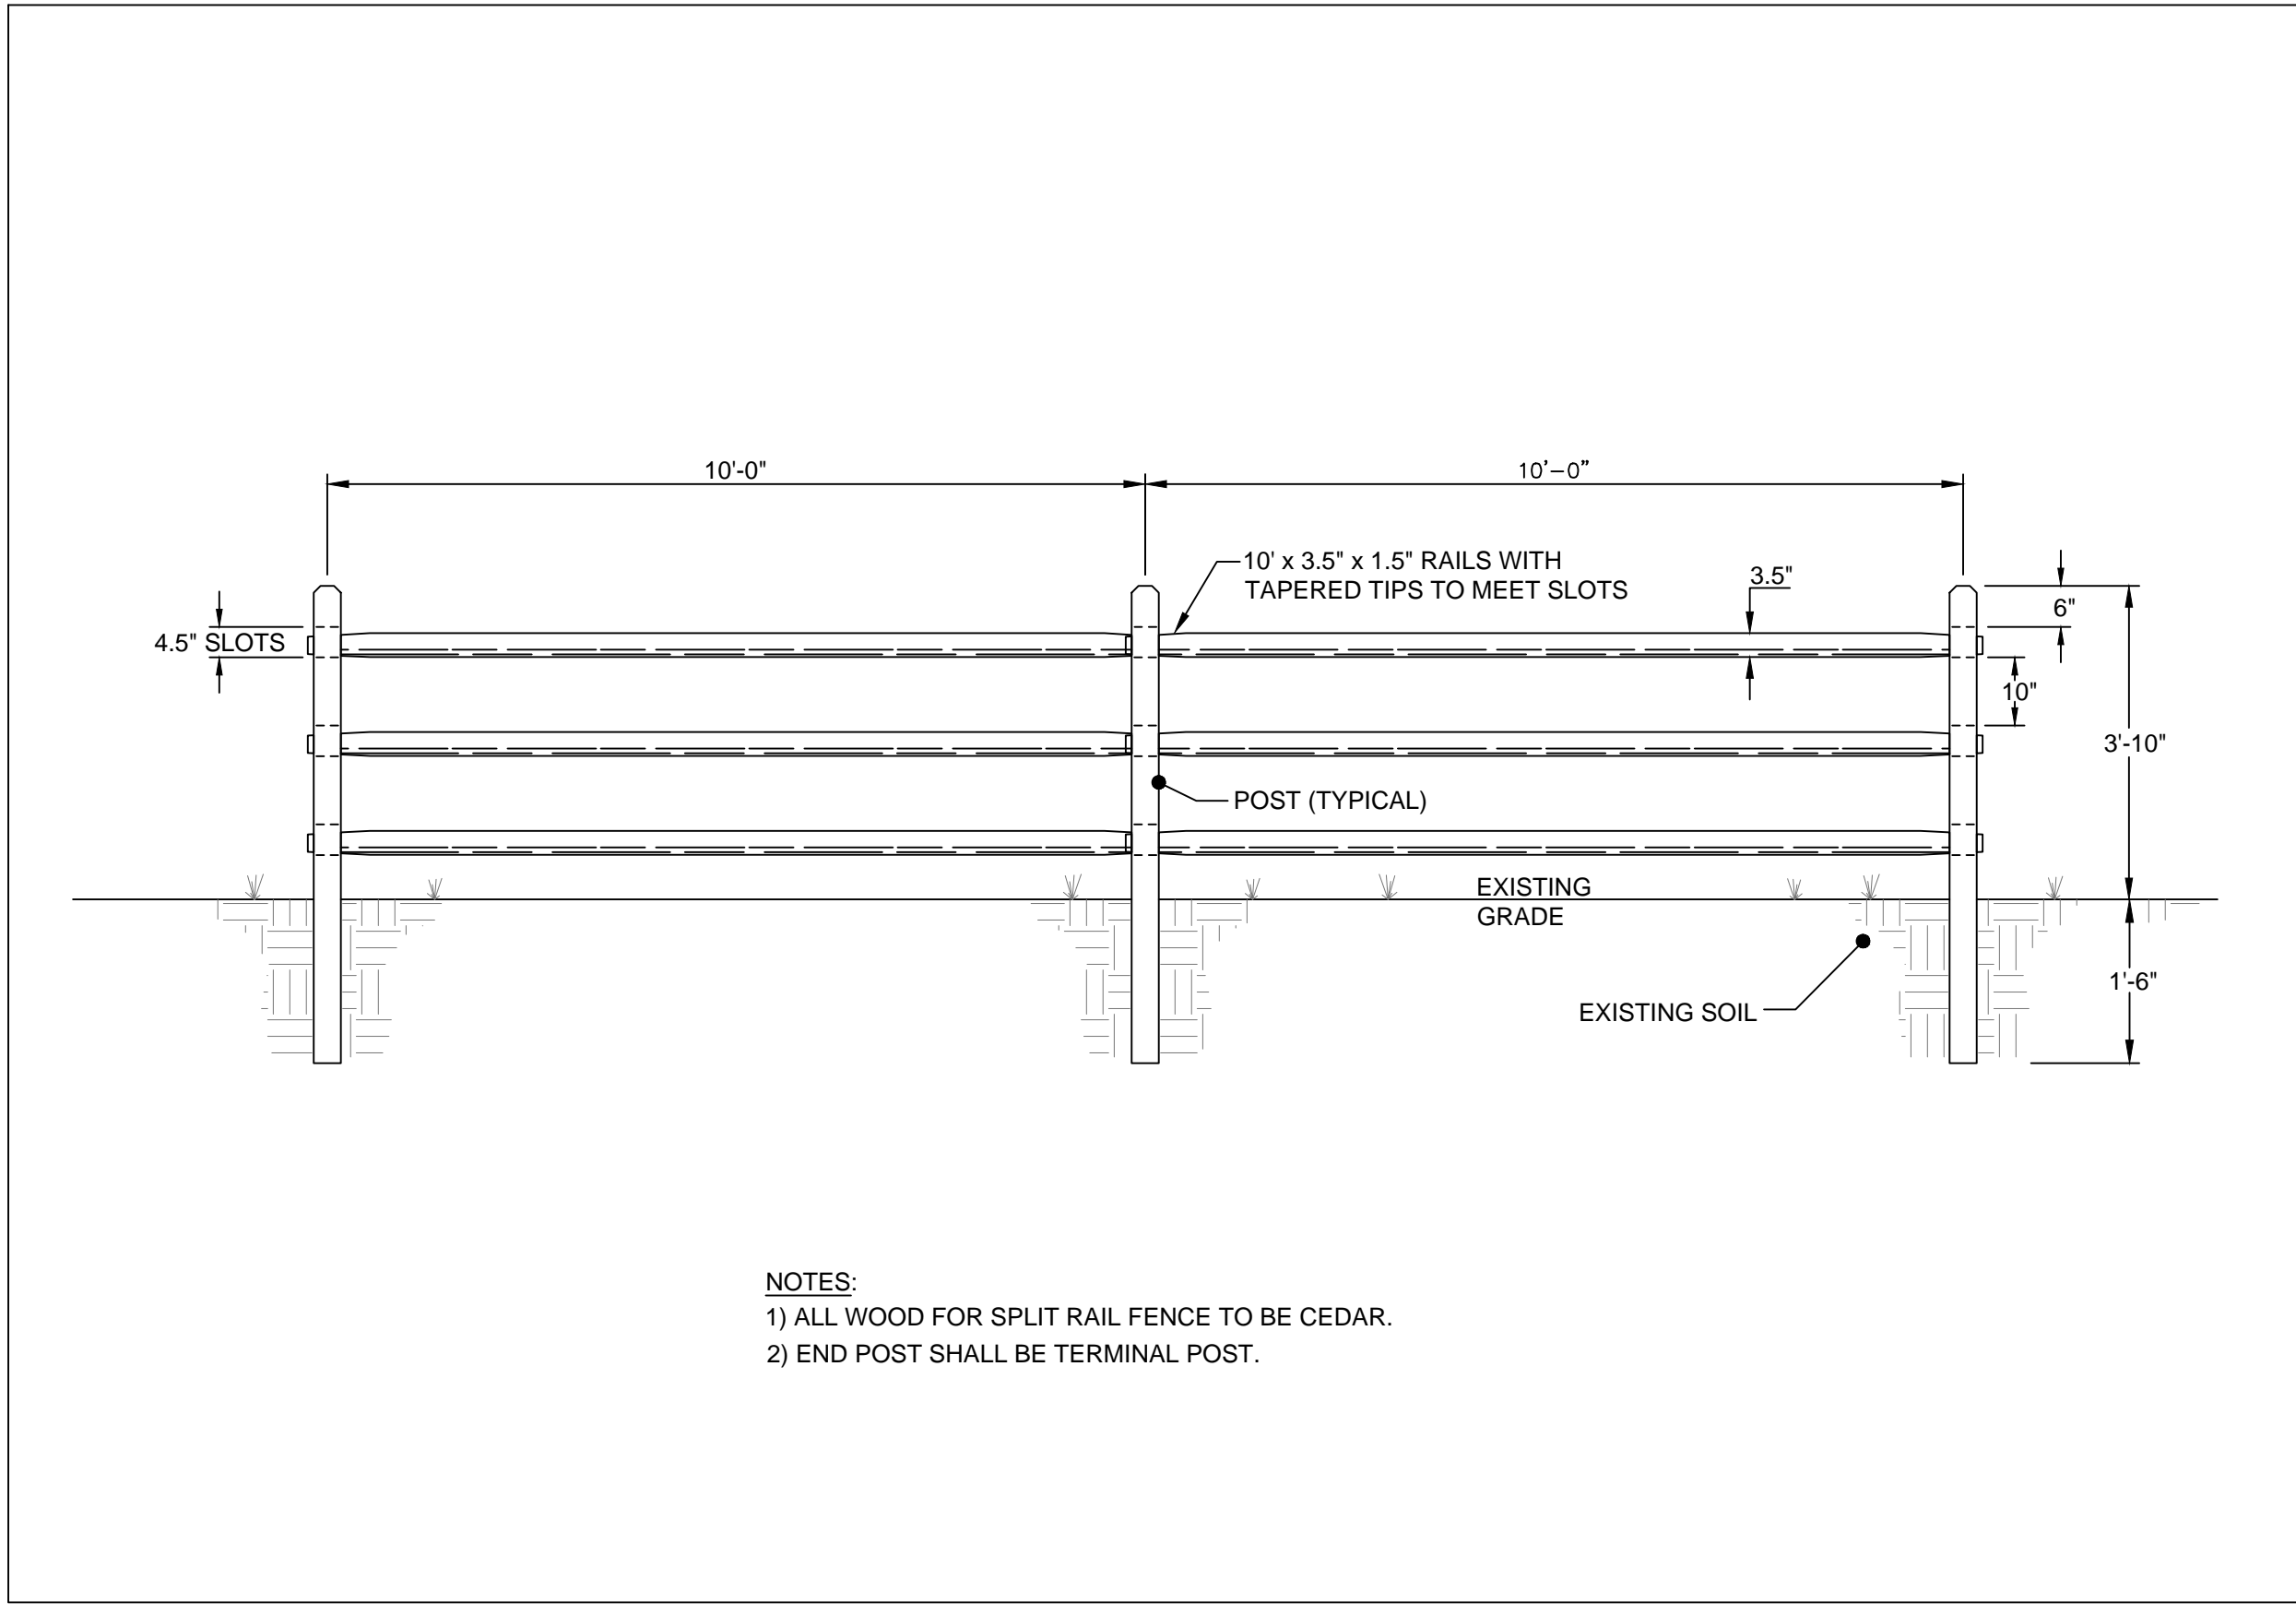 10'-0"
10'–0”
10' x 3.5" x 1.5" RAILS WITH
TAPERED TIPS TO MEET SLOTS
3.5"
6"
4.5" SLOTS
10"
3'-10"
POST (TYPICAL)
EXISTING
GRADE
1'-6"
EXISTING SOIL
NOTES:
1) ALL WOOD FOR SPLIT RAIL FENCE TO BE CEDAR.
2) END POST SHALL BE TERMINAL POST.